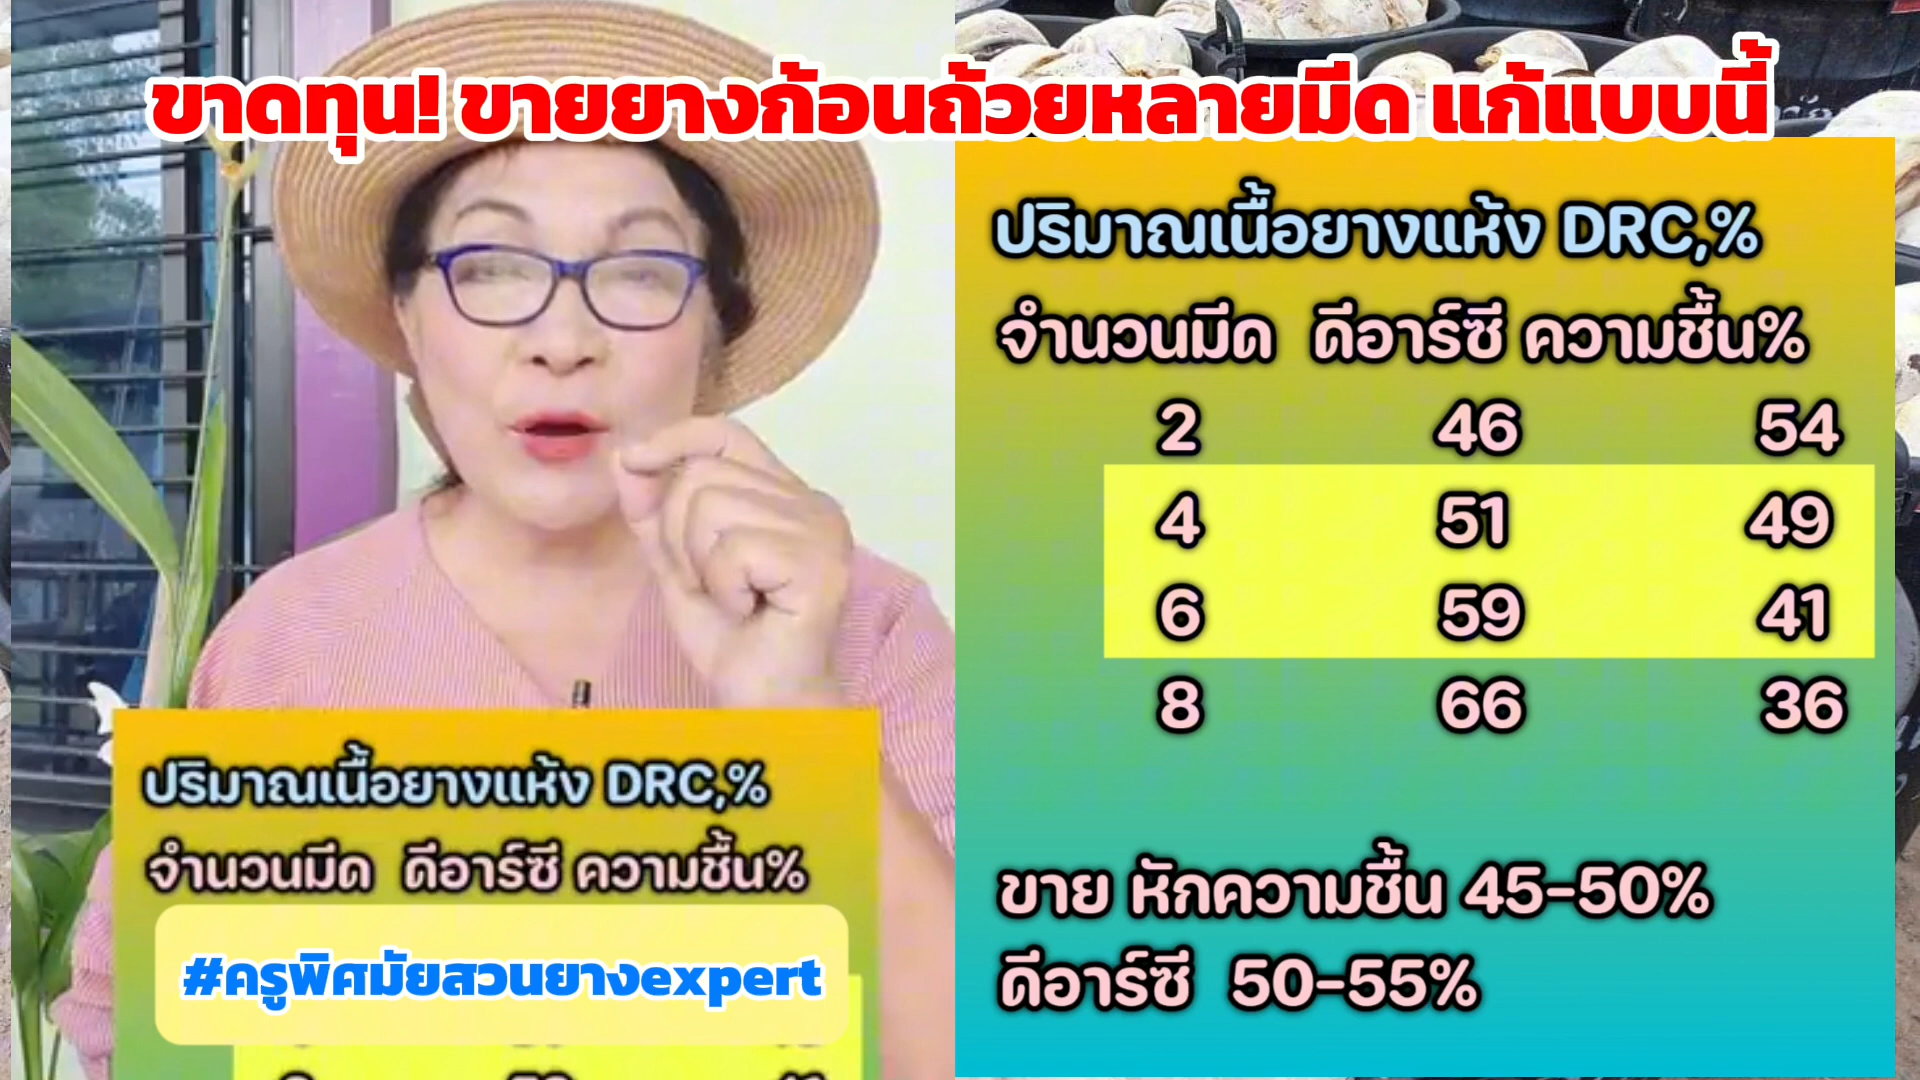 ขาดทุน! ขายยางก้อนถ้วยหลายมีด แก้แบบนี้
ปริมาณเนื้อยางแห้ง DRC,%
จำนวนมีด ดีอาร์ซี ความชื้น%
2 46 54
4 51 49
6 59 41
8 66 36
ขาย หักความชื้น 45-50%
ดีอาร์ซี 50-55%
ปริมาณเนื้อยางแห้ง DRC,%
จำนวนมีด ดีอาร์ซี ความชื้น%
#ครูพิศมัยสวนยางexpert